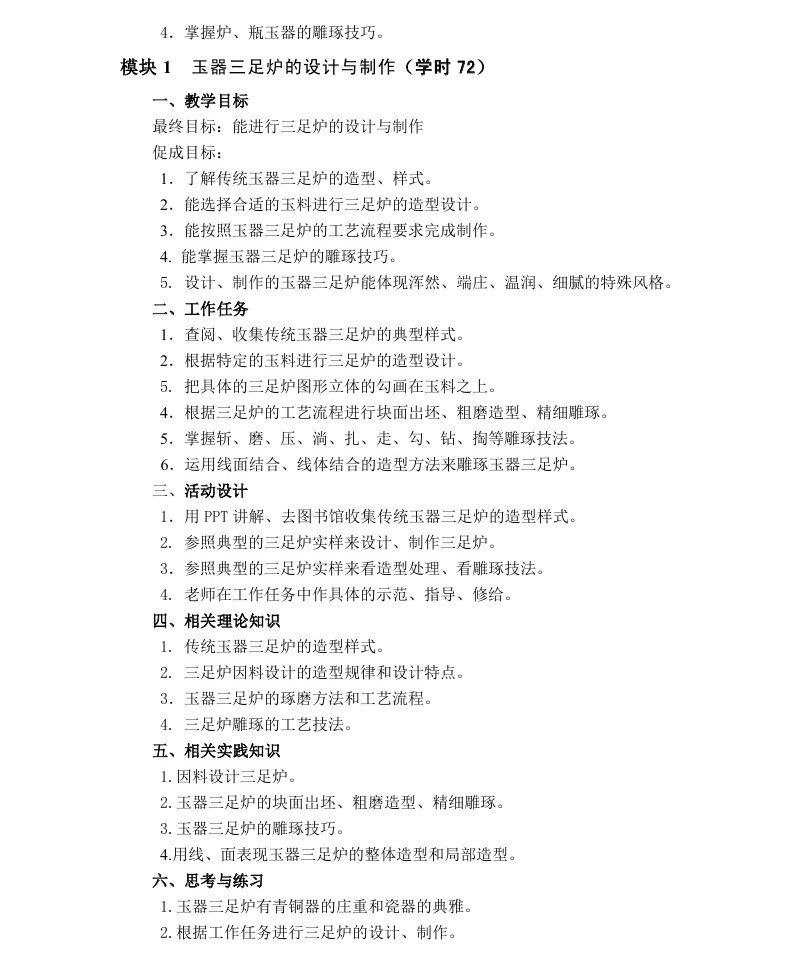 4．掌握炉、瓶玉器的雕琢技巧。
模块 1　玉器三足炉的设计与制作（学时 72）
一、教学目标
最终目标：能进行三足炉的设计与制作
促成目标：
1．了解传统玉器三足炉的造型、样式。
2．能选择合适的玉料进行三足炉的造型设计。
3．能按照玉器三足炉的工艺流程要求完成制作。
4. 能掌握玉器三足炉的雕琢技巧。
5. 设计、制作的玉器三足炉能体现浑然、端庄、温润、细腻的特殊风格。
二、工作任务
1．查阅、收集传统玉器三足炉的典型样式。
2．根据特定的玉料进行三足炉的造型设计。
5. 把具体的三足炉图形立体的勾画在玉料之上。
4．根据三足炉的工艺流程进行块面出坯、粗磨造型、精细雕琢。
5．掌握斩、磨、压、淌、扎、走、勾、钻、掏等雕琢技法。
6．运用线面结合、线体结合的造型方法来雕琢玉器三足炉。
三、活动设计
1．用 PPT 讲解、去图书馆收集传统玉器三足炉的造型样式。
2. 参照典型的三足炉实样来设计、制作三足炉。
3．参照典型的三足炉实样来看造型处理、看雕琢技法。
4. 老师在工作任务中作具体的示范、指导、修给。
四、相关理论知识
1. 传统玉器三足炉的造型样式。
2. 三足炉因料设计的造型规律和设计特点。
3．玉器三足炉的琢磨方法和工艺流程。
4. 三足炉雕琢的工艺技法。
五、相关实践知识
1.因料设计三足炉。
2.玉器三足炉的块面出坯、粗磨造型、精细雕琢。
3.玉器三足炉的雕琢技巧。
4.用线、面表现玉器三足炉的整体造型和局部造型。
六、思考与练习
1.玉器三足炉有青铜器的庄重和瓷器的典雅。
2.根据工作任务进行三足炉的设计、制作。